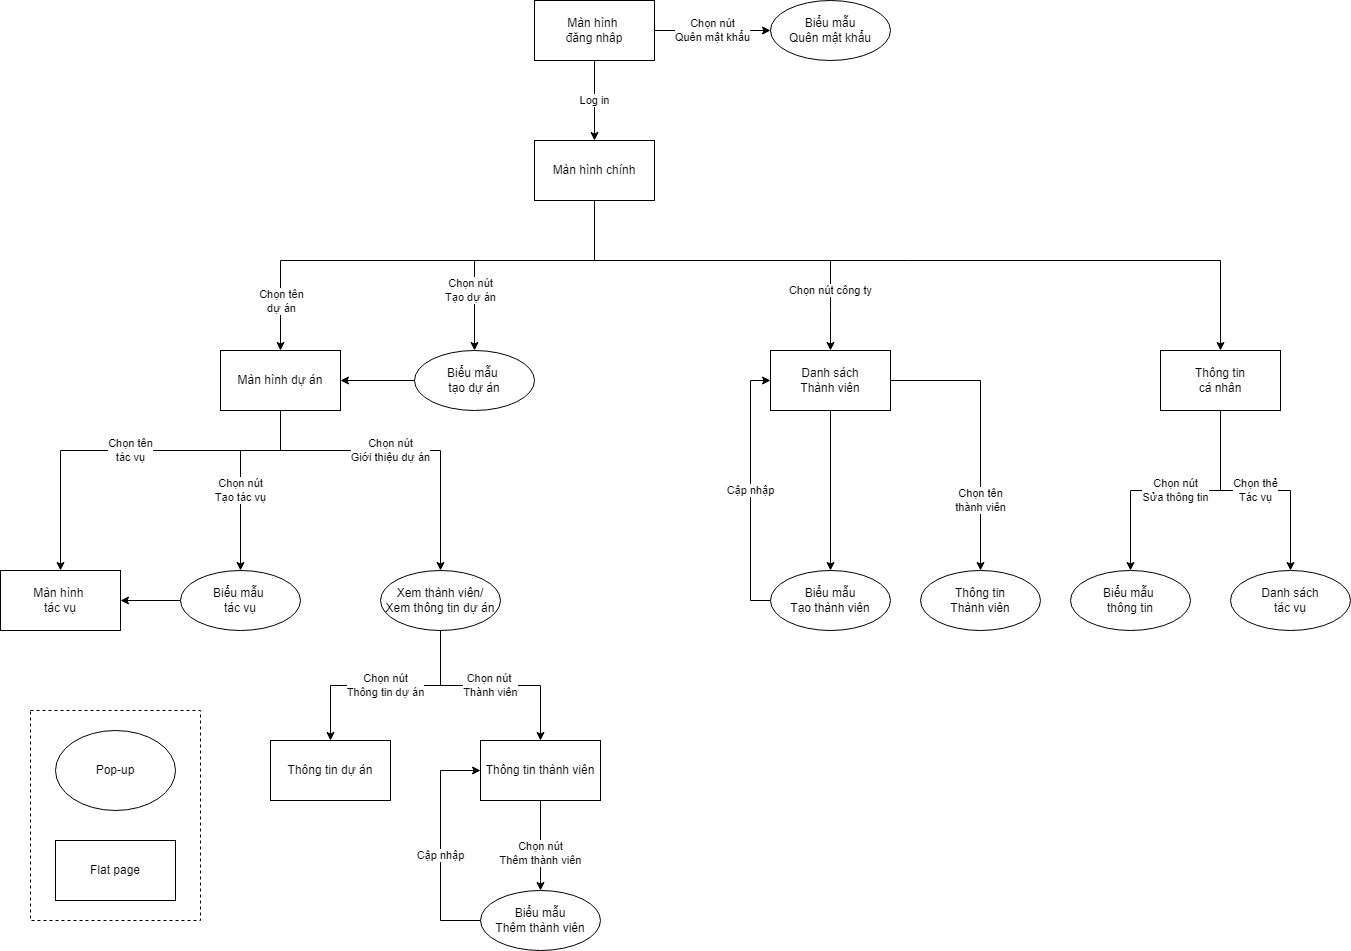 Màn hình
đăng nhâp
Chọn nút
Quên mật khẩu
Biểu mẫu
Quên mật khẩu
Log in
Màn hình chính
Chọn tên
dự án
Chọn nút
Tạo dự án
Chọn nút công ty
Màn hình dự án
Biểu mẫu
tạo dự án
Danh sách
Thành viên
Thông tin
cá nhân
Chọn tên
tác vụ
Chọn nút
Tạo tác vụ
Chọn nút
Giới thiệu dự án
Cập nhập
Chọn tên
thành viên
Chọn nút
Sửa thông tin
Chọn thẻ
Tác vụ
Màn hình
tác vụ
Biểu mẫu
tác vụ
Xem thành viên/
Xem thông tin dự án
Biểu mẫu
Tạo thành viên
Thông tin
Thành viên
Biểu mẫu
thông tin
Danh sách
tác vụ
Chọn nút
Thông tin dự án
Chọn nút
Thành viên
Pop-up
Thông tin dự án
Thông tin thành viên
Flat page
Cập nhập
Chọn nút
Thêm thành viên
Biểu mẫu
Thêm thành viên